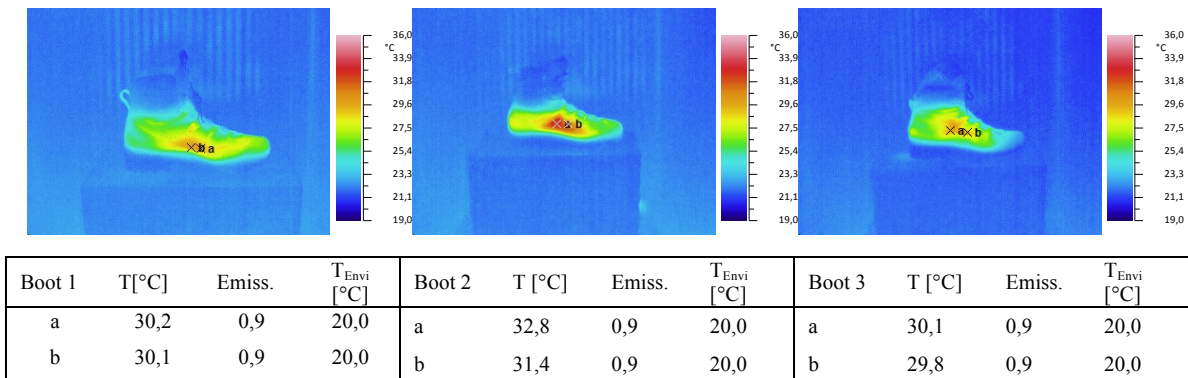 36,0
°C
33,9
31,8
29,6
27,5
25,4
23,3
21,1
19,0
b a
36,0
°C
33,9
31,8
29,6
27,5
25,4
23,3
21,1
19,0
a b
36,0
°C
33,9
31,8
29,6
27,5
25,4
23,3
21,1
19,0
a b
Boot 1 T[°C] Emiss. T_Envi [°C]
a 30,2 0,9 20,0
b 30,1 0,9 20,0
Boot 2 T [°C] Emiss. T_Envi [°C]
a 32,8 0,9 20,0
b 31,4 0,9 20,0
Boot 3 T [°C] Emiss. T_Envi [°C]
a 30,1 0,9 20,0
b 29,8 0,9 20,0